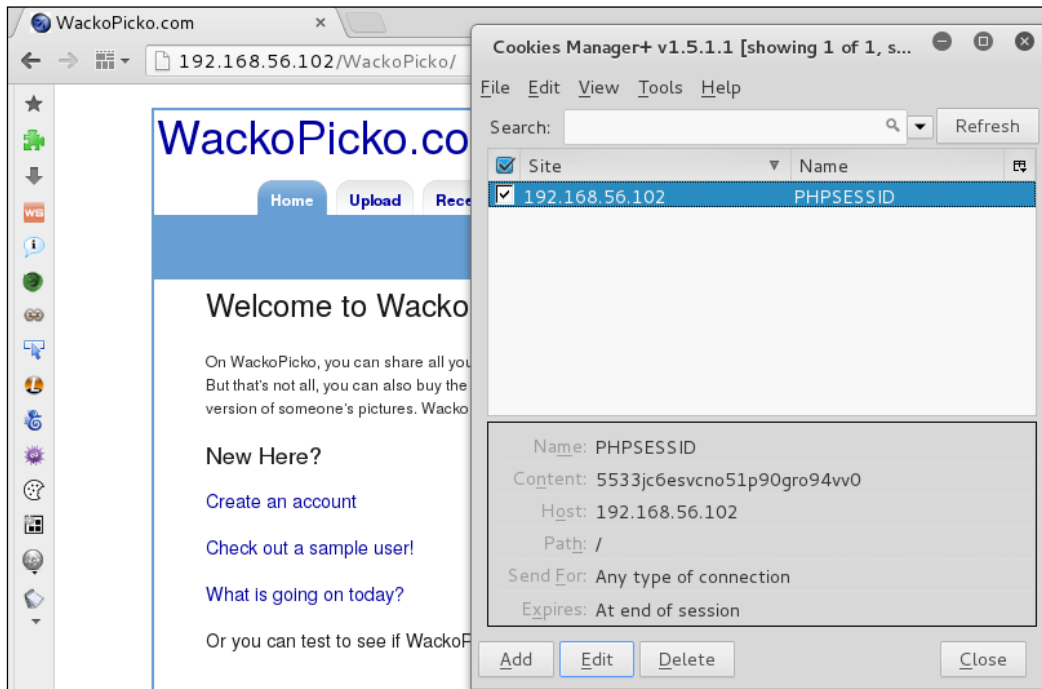 WackoPicko.com ×
192.168.56.102/WackoPicko/
WS
WackoPicko.co
Home Upload Rece
Welcome to Wacko
On WackoPicko, you can share all you
But that's not all, you can also buy the
version of someone's pictures. Wacko
New Here?
Create an account
Check out a sample user!
What is going on today?
Or you can test to see if WackoP
Cookies Manager+ v1.5.1.1 [showing 1 of 1, s...
File Edit View Tools Help
Search: Refresh
Site Name
192.168.56.102 PHPSESSID
Name: PHPSESSID
Content: 5533jc6esvcno51p90gro94vv0
Host: 192.168.56.102
Path: /
Send For: Any type of connection
Expires: At end of session
Add Edit Delete Close